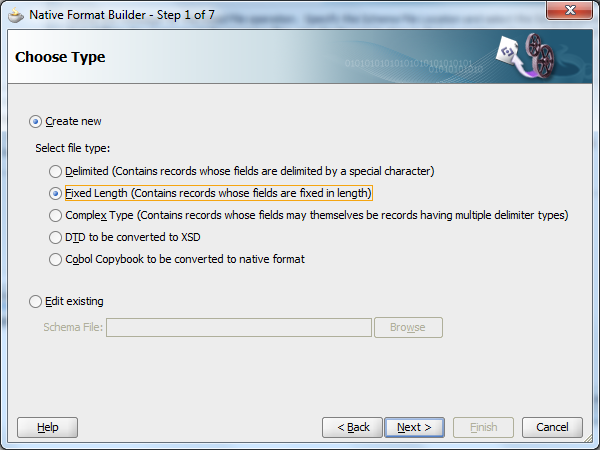 Native Format Builder - Step 1 of 7
Choose Type
Create new
Select file type:
Delimited (Contains records whose fields are delimited by a special character)
Fixed Length (Contains records whose fields are fixed in length)
Complex Type (Contains records whose fields may themselves be records having multiple delimiter types)
DTD to be converted to XSD
Cobol Copybook to be converted to native format
Edit existing
Schema File: Browse
Help < Back Next > Finish Cancel